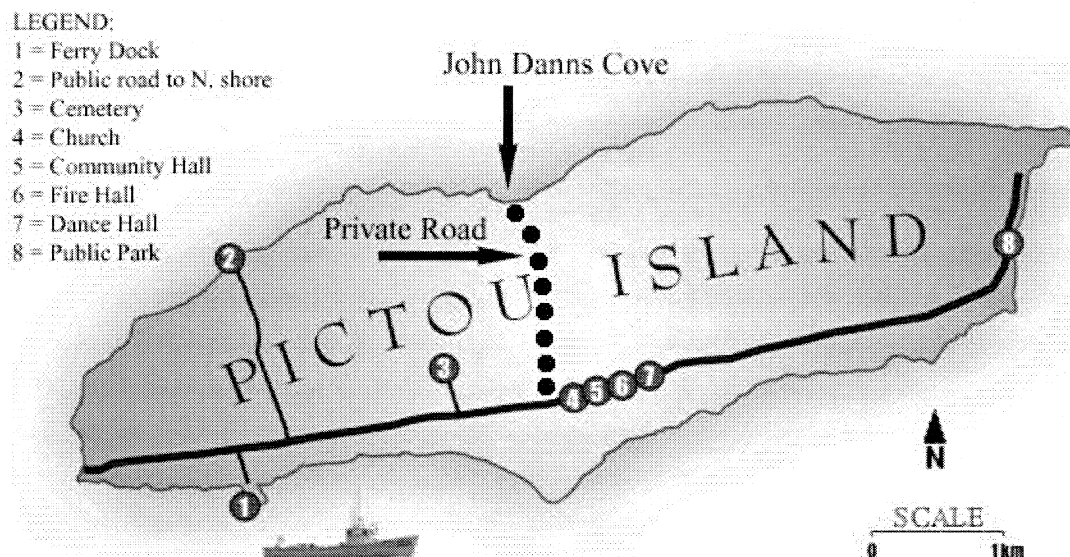 LEGEND:
1 = Ferry Dock
2 = Public road to N. shore
3 = Cemetery
4 = Church
5 = Community Hall
6 = Fire Hall
7 = Dance Hall
8 = Public Park
John Danns Cove
Private Road
PICTOU ISLAND
2
8
3
4 5 6 7
1
N
SCALE
0 1km